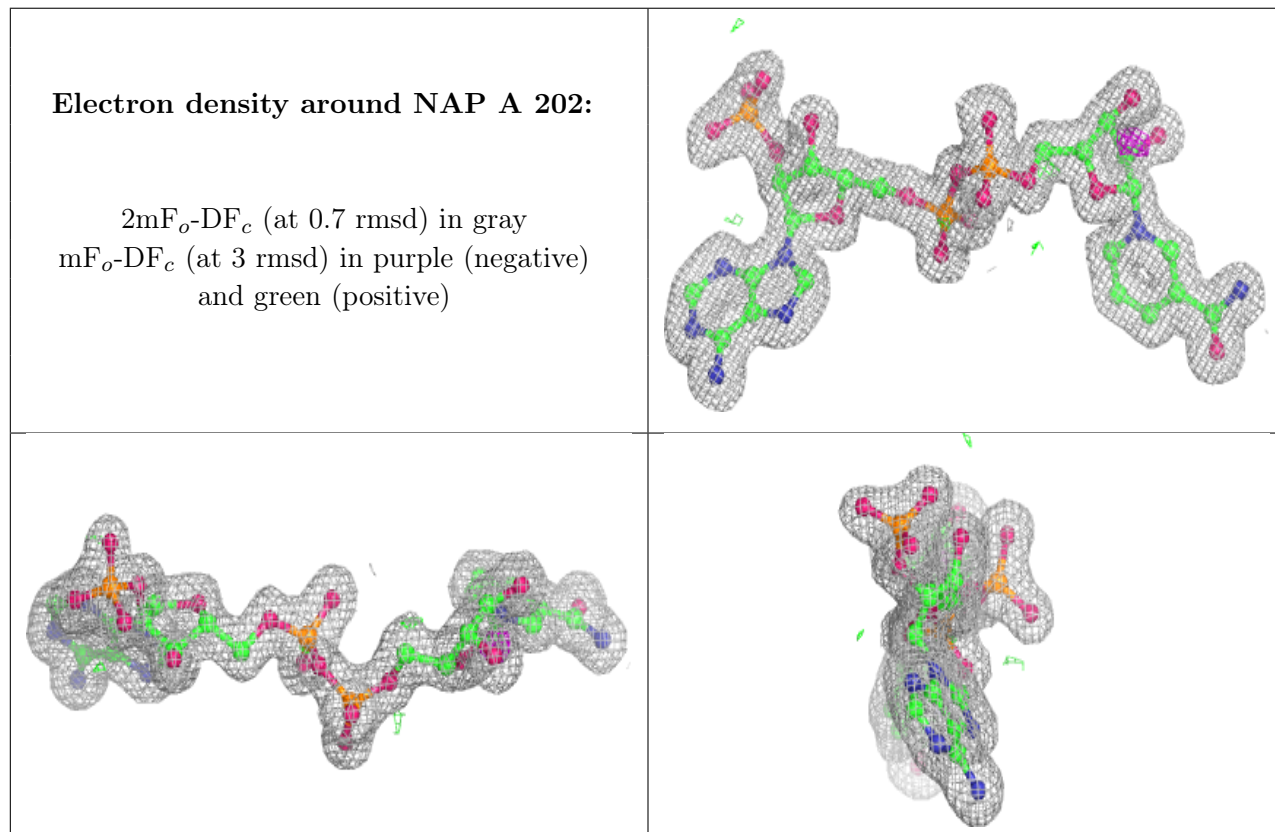 Electron density around NAP A 202:
2mFo-DFc (at 0.7 rmsd) in gray
mFo-DFc (at 3 rmsd) in purple (negative)
and green (positive)